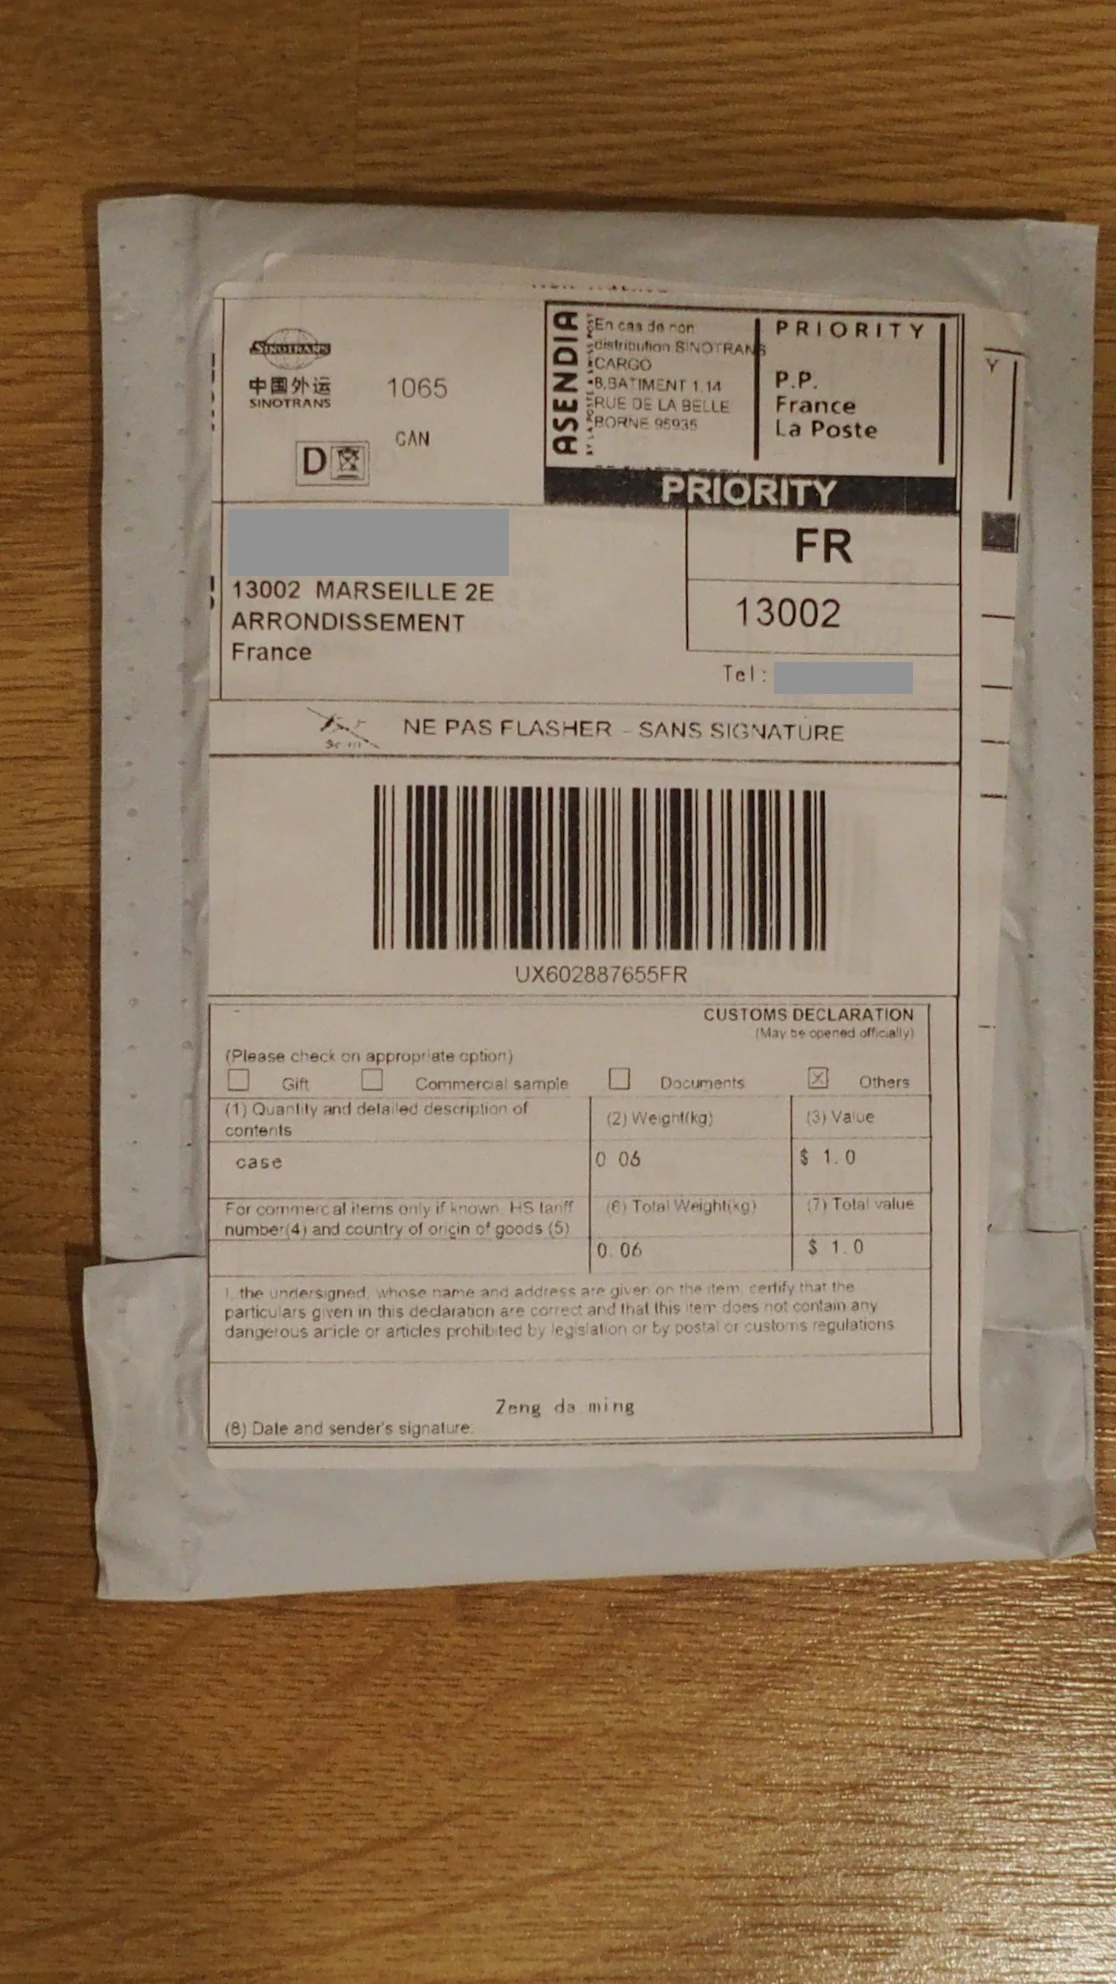 SINOTRANS
中国外运
SINOTRANS
1065
CAN
D
ASENDIA
En cas de non
distribution SINOTRANS
CARGO
8,BATIMENT 1,14
RUE DE LA BELLE
BORNE 95935
PRIORITY
P.P.
France
La Poste
PRIORITY
FR
13002
13002 MARSEILLE 2E
ARRONDISSEMENT
France
Tel:
Y
NE PAS FLASHER - SANS SIGNATURE
UX602887655FR
CUSTOMS DECLARATION
(May be opened officially)
(Please check on appropriate option)
Gift
Commercial sample
Documents
Others
(1) Quantity and detailed description of
contents
(2) Weight(kg)
(3) Value
case
0 06
$ 1.0
For commercial items only if known, HS tariff
number(4) and country of origin of goods (5)
(6) Total Weight(kg)
(7) Total value
0.06
$ 1.0
I, the undersigned, whose name and address are given on the item, certify that the
particulars given in this declaration are correct and that this item does not contain any
dangerous aricle or articles prohibited by legislation or by postal or customs regulations
Zeng da ming
(8) Date and sender's signature: